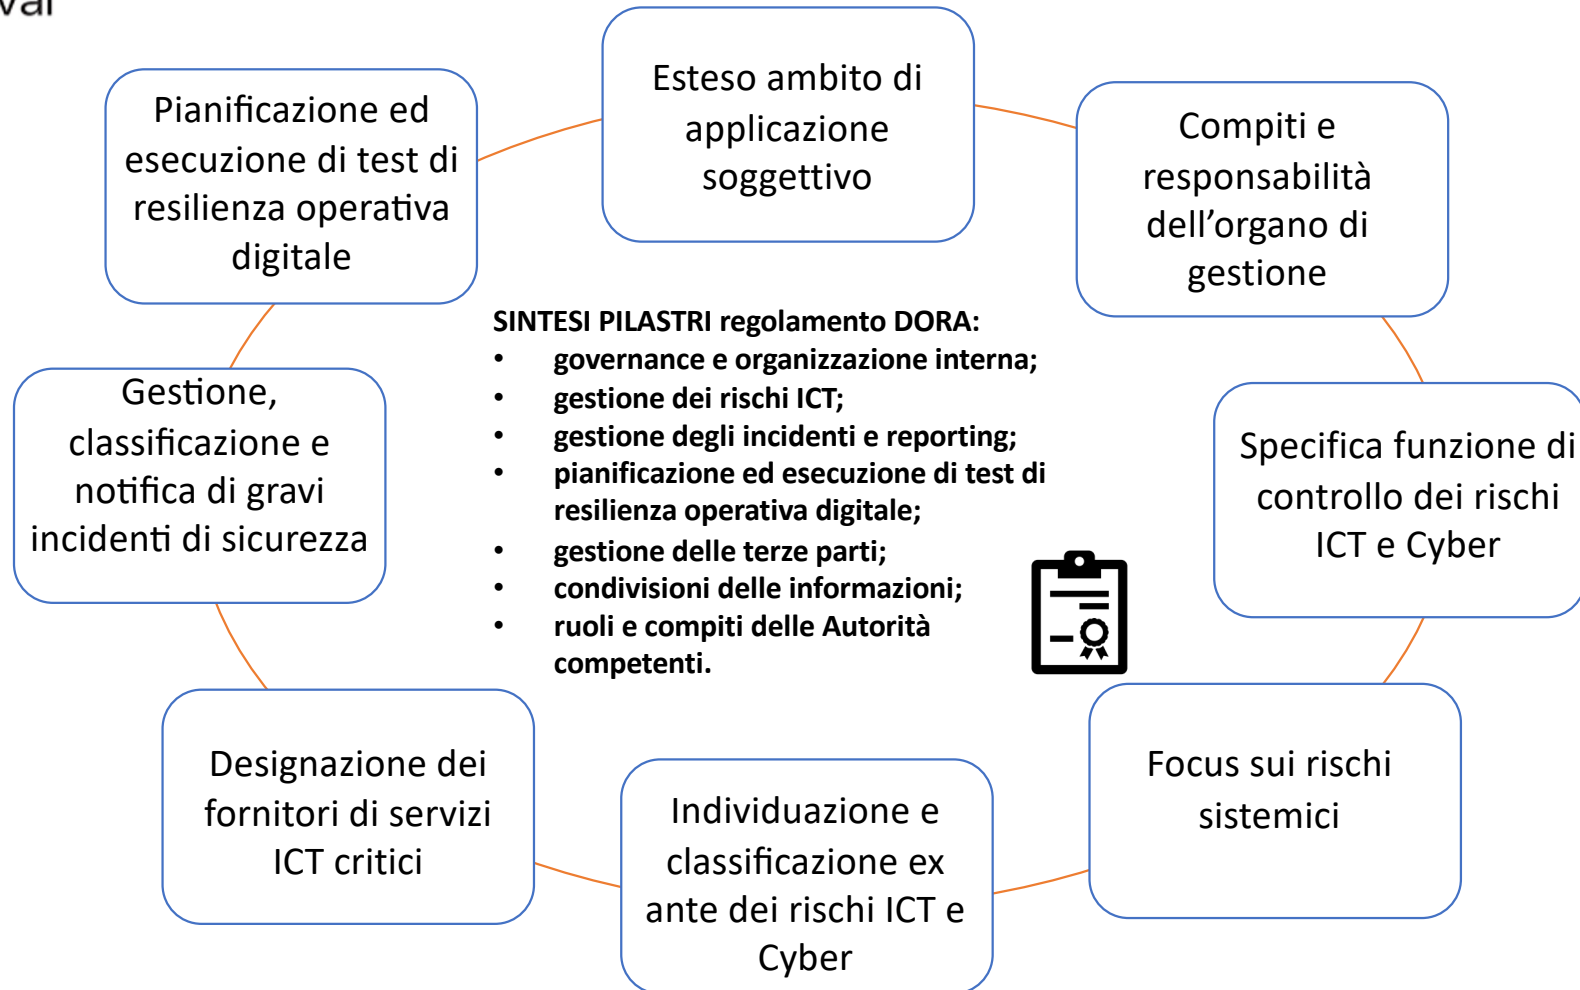 Esteso ambito di
applicazione
soggettivo
Compiti e
responsabilità
dell’organo di
gestione
Specifica funzione di
controllo dei rischi
ICT e Cyber
Focus sui rischi
sistemici
Individuazione e
classificazione ex
ante dei rischi ICT e
Cyber
Designazione dei
fornitori di servizi
ICT critici
Gestione,
classificazione e
notifica di gravi
incidenti di sicurezza
Pianificazione ed
esecuzione di test di
resilienza operativa
digitale
SINTESI PILASTRI regolamento DORA:
• governance e organizzazione interna;
• gestione dei rischi ICT;
• gestione degli incidenti e reporting;
• pianificazione ed esecuzione di test di
resilienza operativa digitale;
• gestione delle terze parti;
• condivisioni delle informazioni;
• ruoli e compiti delle Autorità
competenti.